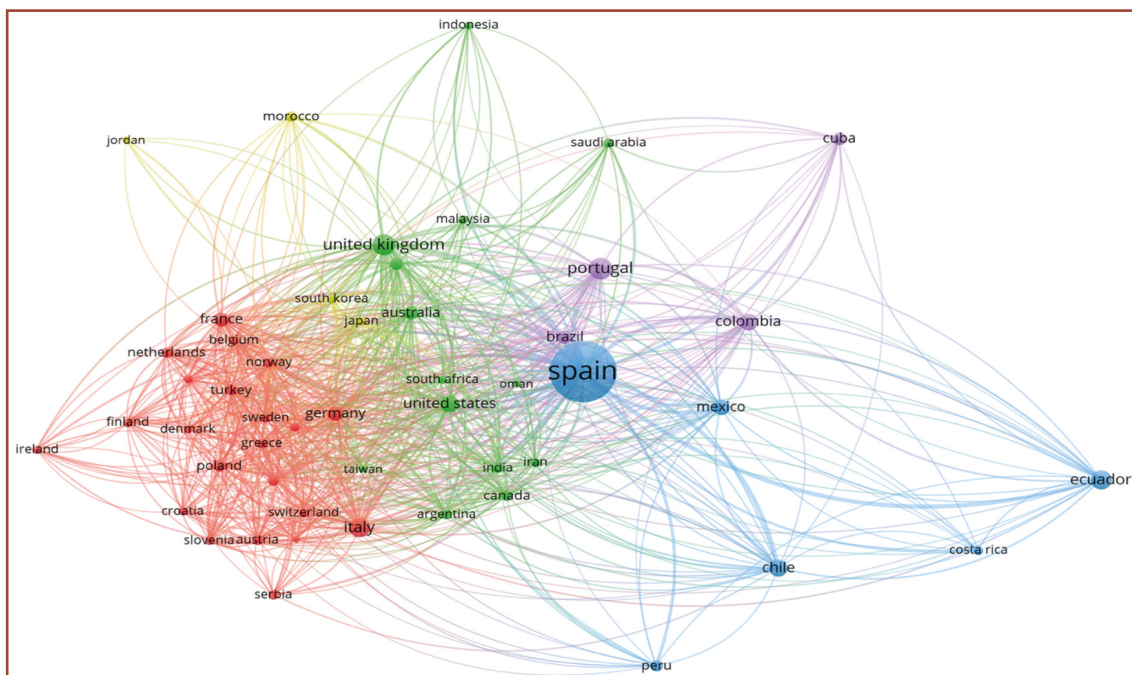 indonesia
morocco
jordan
saudi arabia
cuba
malaysia
united kingdom
portugal
south korea
france
japan
australia
colombia
belgium
brazil
netherlands
norway
spain
turkey
south africa
oman
germany
united states
mexico
sweden
finland
denmark
greece
ireland
poland
taiwan
india
iran
ecuador
canada
croatia
switzerland
argentina
italy
slovenia
austria
costa rica
chile
serbia
peru